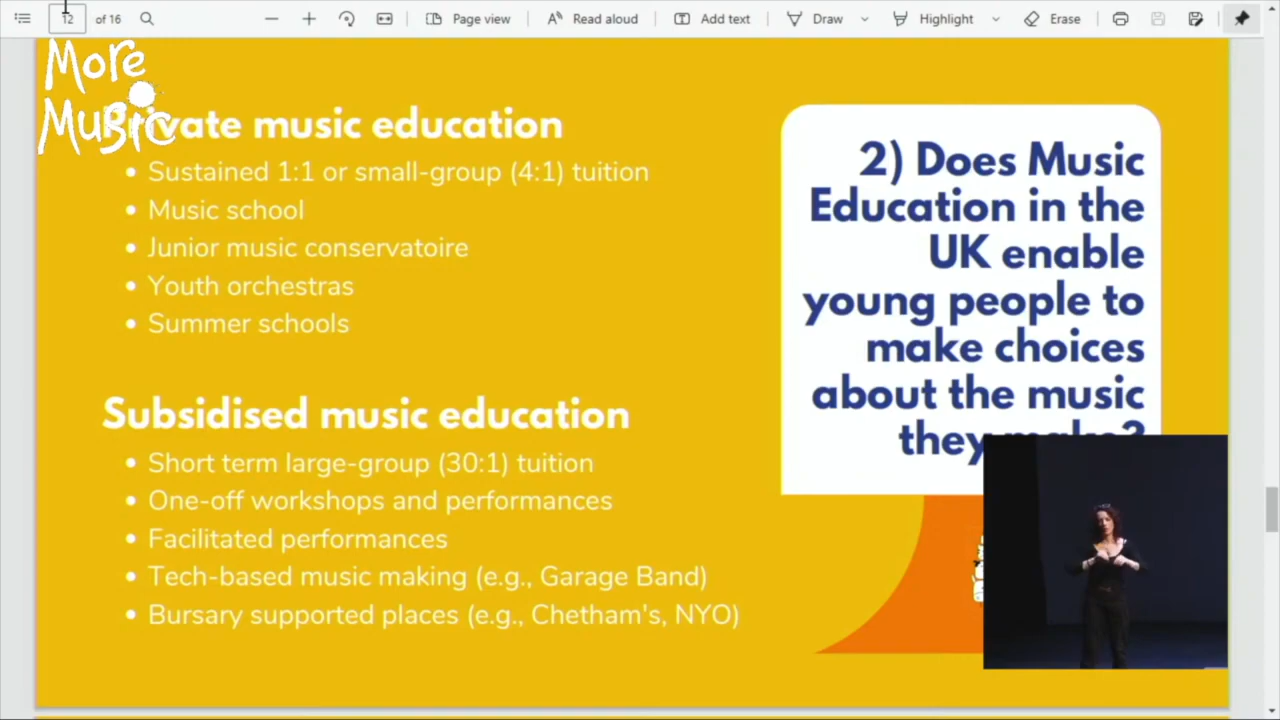 12 of 16
Page view
Read aloud
Add text
Draw
Highlight
Erase
More
Music
Private music education
Sustained 1:1 or small-group (4:1) tuition
Music school
Junior music conservatoire
Youth orchestras
Summer schools
Subsidised music education
Short term large-group (30:1) tuition
One-off workshops and performances
Facilitated performances
Tech-based music making (e.g., Garage Band)
Bursary supported places (e.g., Chetham's, NYO)
2) Does Music
Education in the
UK enable
young people to
make choices
about the music
they make?